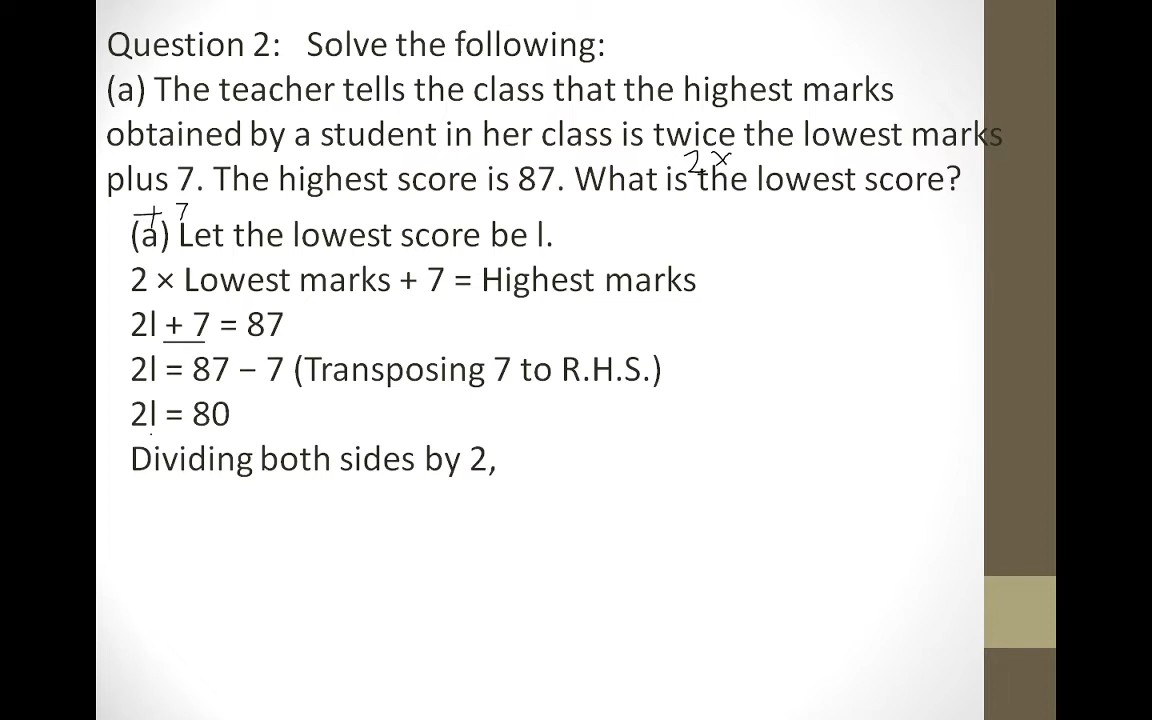 Question 2: Solve the following:
(a) The teacher tells the class that the highest marks
obtained by a student in her class is twice the lowest marks
2 x
plus 7. The highest score is 87. What is the lowest score?
+ 7
(a) Let the lowest score be l.
2 × Lowest marks + 7 = Highest marks
2l + 7 = 87
2l = 87 − 7 (Transposing 7 to R.H.S.)
2l = 80
Dividing both sides by 2,